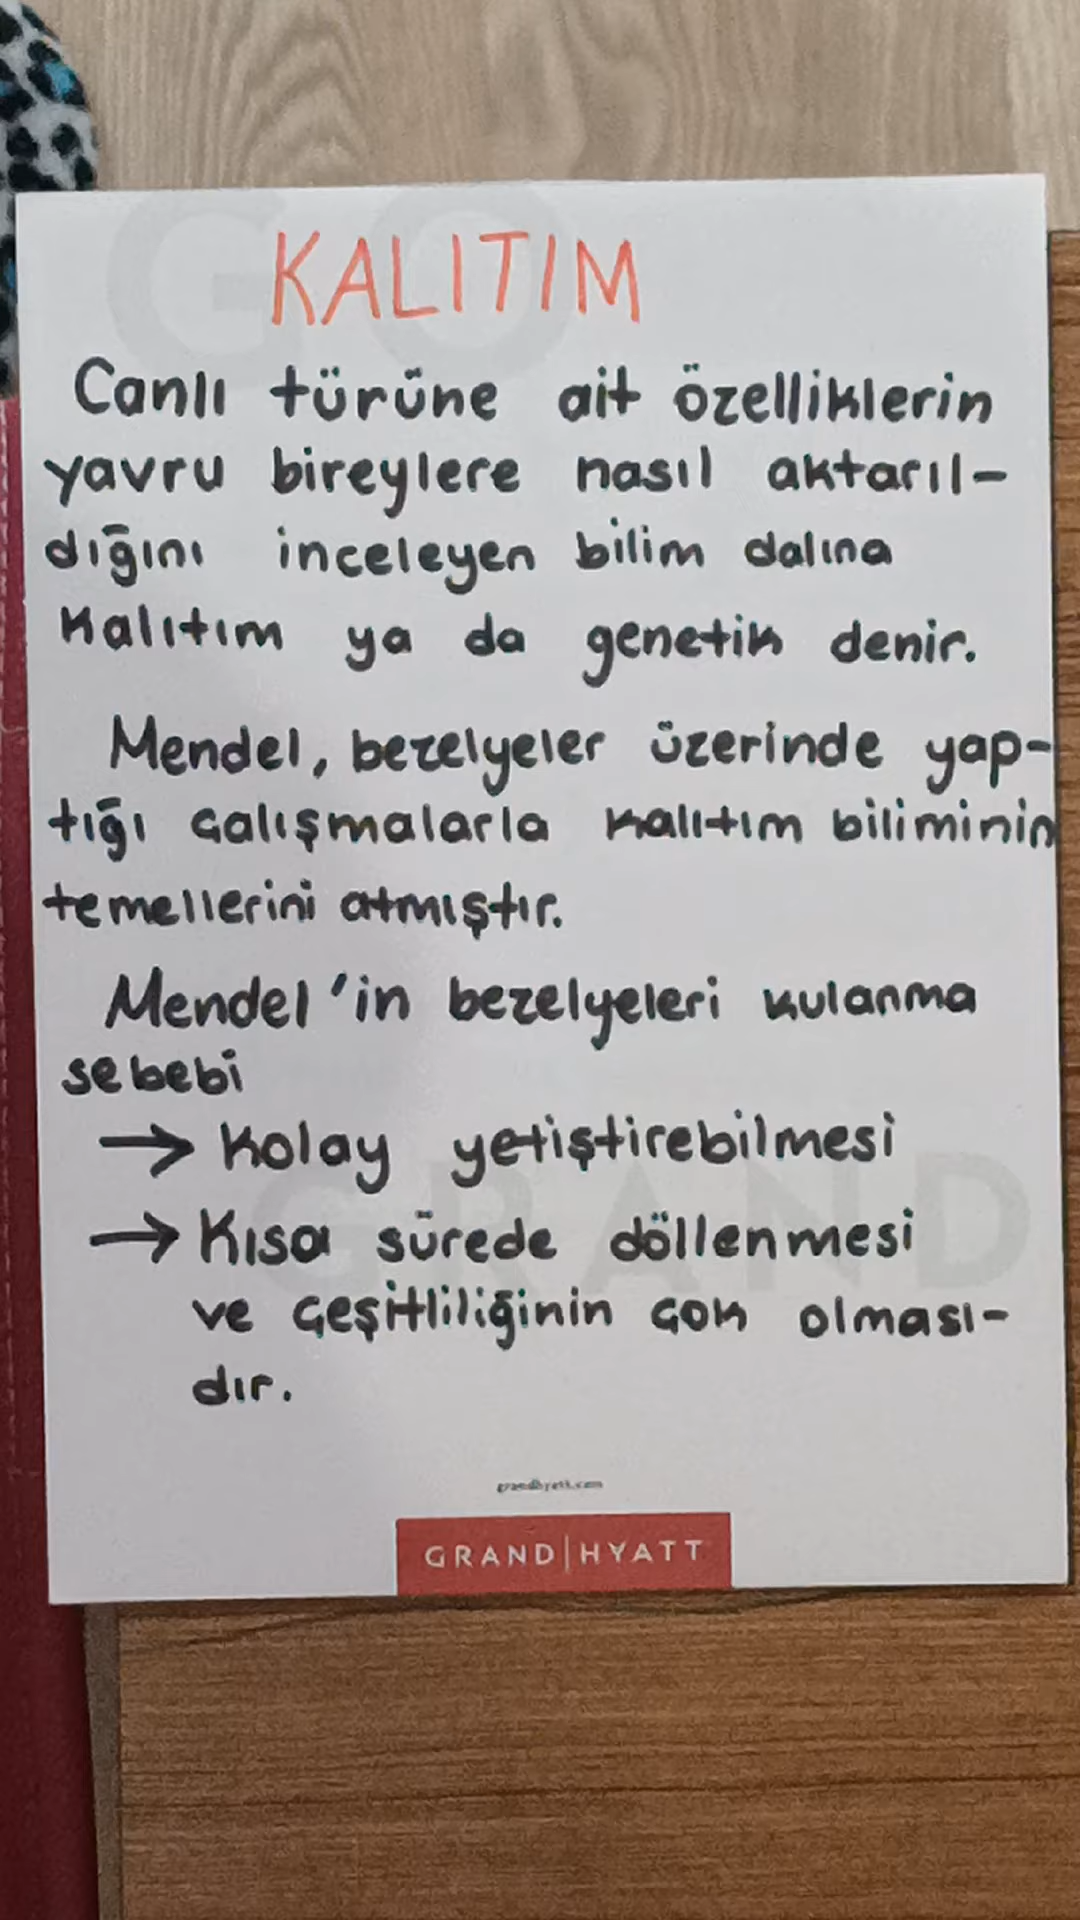 KALITIM
Canlı türüne ait özelliklerin
yavru bireylere nasıl aktarıl-
dığını inceleyen bilim dalına
Kalıtım ya da genetik denir.
Mendel, bezelyeler üzerinde yap-
tığı çalışmalarla kalıtım biliminin
temellerini atmıştır.
Mendel'in bezelyeleri kulanma
sebebi
→ Kolay yetiştirebilmesi
→ Kısa sürede döllenmesi
ve çeşitliliğinin çok olması-
dır.
grandhyatt.com
GRAND | HYATT